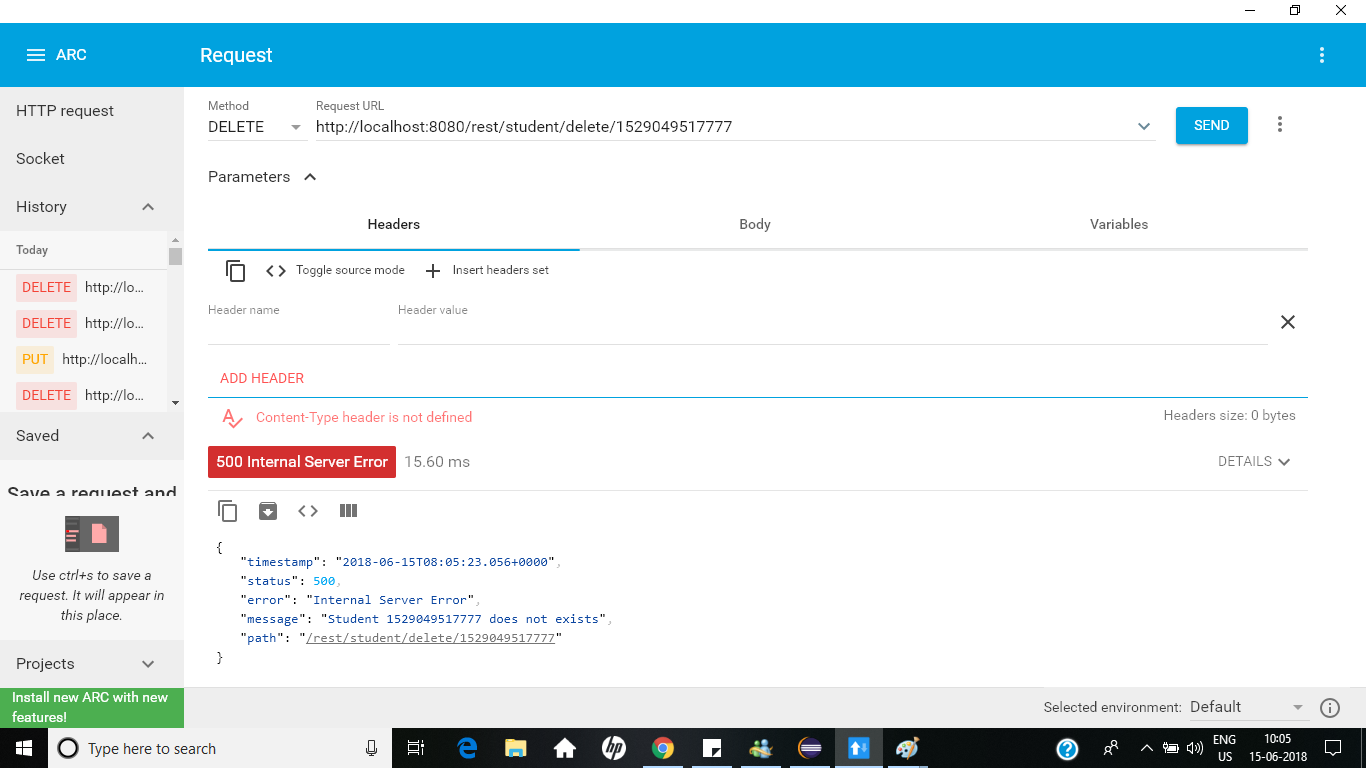 ARC
Request
HTTP request
Socket
History
Today
DELETE http://lo...
DELETE http://lo...
PUT http://localh...
DELETE http://lo...
Saved
Save a request and
Use ctrl+s to save a
request. It will appear in
this place.
Projects
Install new ARC with new
features!
Method
DELETE
Request URL
http://localhost:8080/rest/student/delete/1529049517777
SEND
Parameters
Headers
Body
Variables
Toggle source mode
Insert headers set
Header name
Header value
ADD HEADER
Content-Type header is not defined
Headers size: 0 bytes
500 Internal Server Error
15.60 ms
DETAILS
{
"timestamp": "2018-06-15T08:05:23.056+0000",
"status": 500,
"error": "Internal Server Error",
"message": "Student 1529049517777 does not exists",
"path": "/rest/student/delete/1529049517777"
}
Selected environment:
Default
Type here to search
hp
ENG
US
10:05
15-06-2018